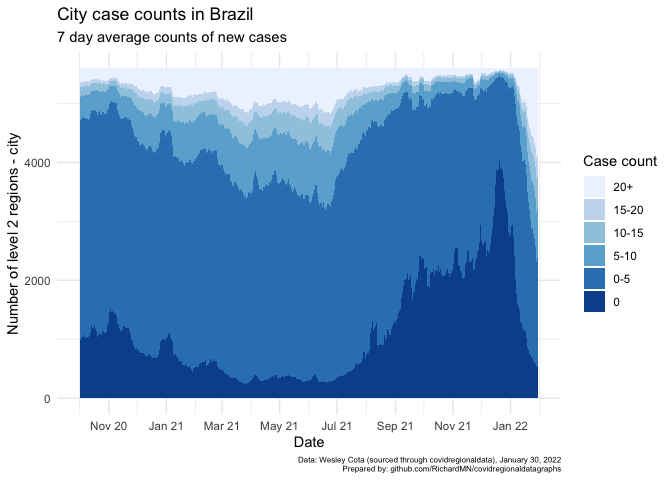 City case counts in Brazil
7 day average counts of new cases
Number of level 2 regions - city
4000
2000
0
Nov 20
Jan 21
Mar 21
May 21
Jul 21
Sep 21
Nov 21
Jan 22
Date
Case count
20+
15-20
10-15
5-10
0-5
0
Data: Wesley Cota (sourced through covidregionaldata), January 30, 2022
Prepared by: github.com/RichardMN/covidregionaldatagraphs